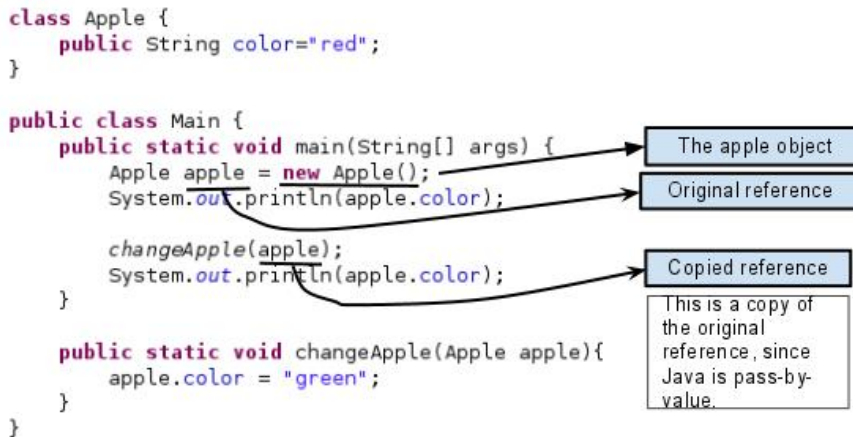 class Apple {
    public String color="red";
}

public class Main {
    public static void main(String[] args) {
        Apple apple = new Apple();
        System.out.println(apple.color);

        changeApple(apple);
        System.out.println(apple.color);
    }

    public static void changeApple(Apple apple){
        apple.color = "green";
    }
}
The apple object
Original reference
Copied reference
This is a copy of
the original
reference, since
Java is pass-by-
value.